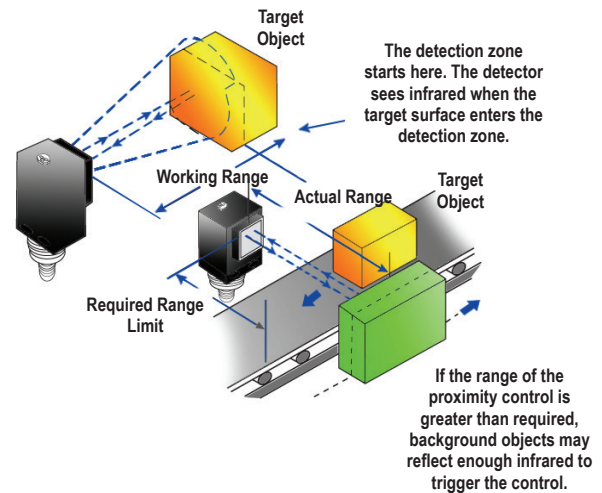 Target
Object
The detection zone
starts here. The detector
sees infrared when the
target surface enters the
detection zone.
Working Range
Actual Range
Target
Object
Required Range
Limit
If the range of the
proximity control is
greater than required,
background objects may
reflect enough infrared to
trigger the control.